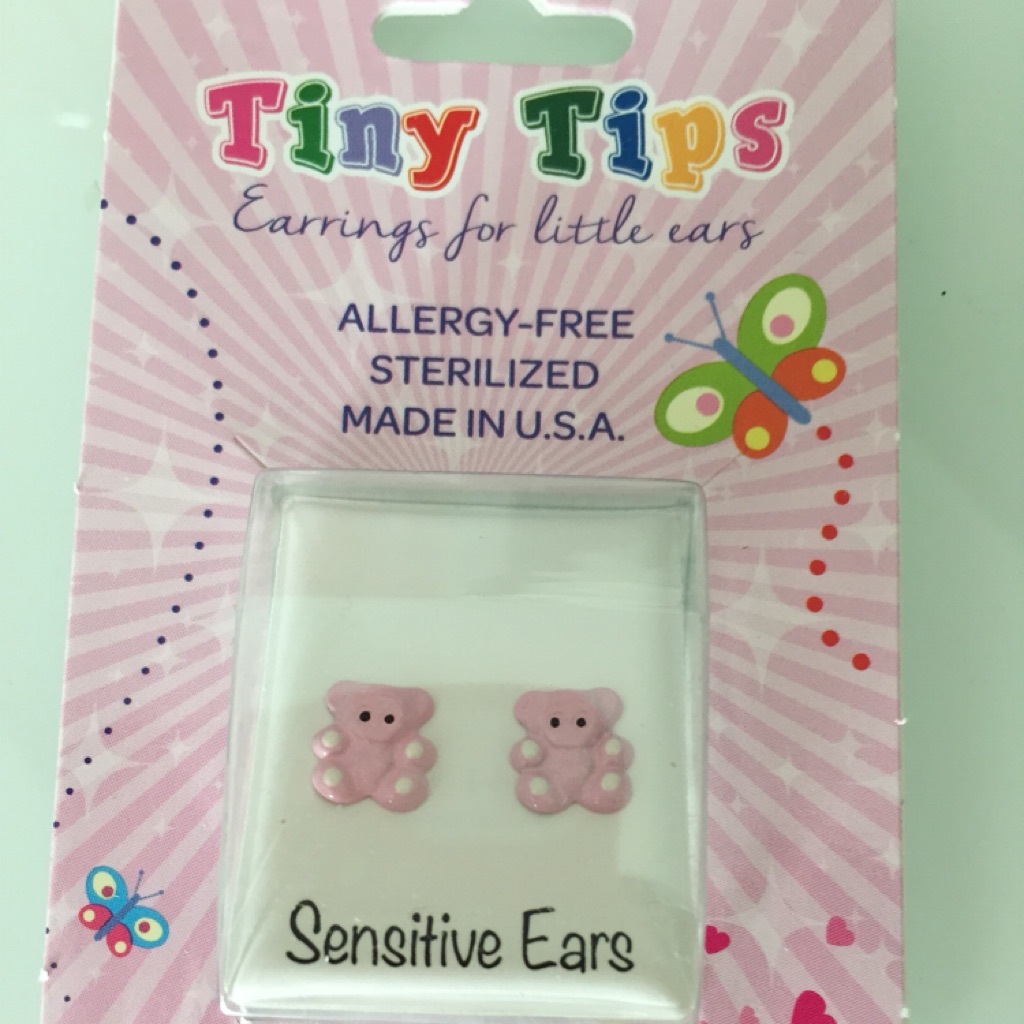 Tiny Tips
Earrings for little ears
ALLERGY-FREE
STERILIZED
MADE IN U.S.A.
Sensitive Ears